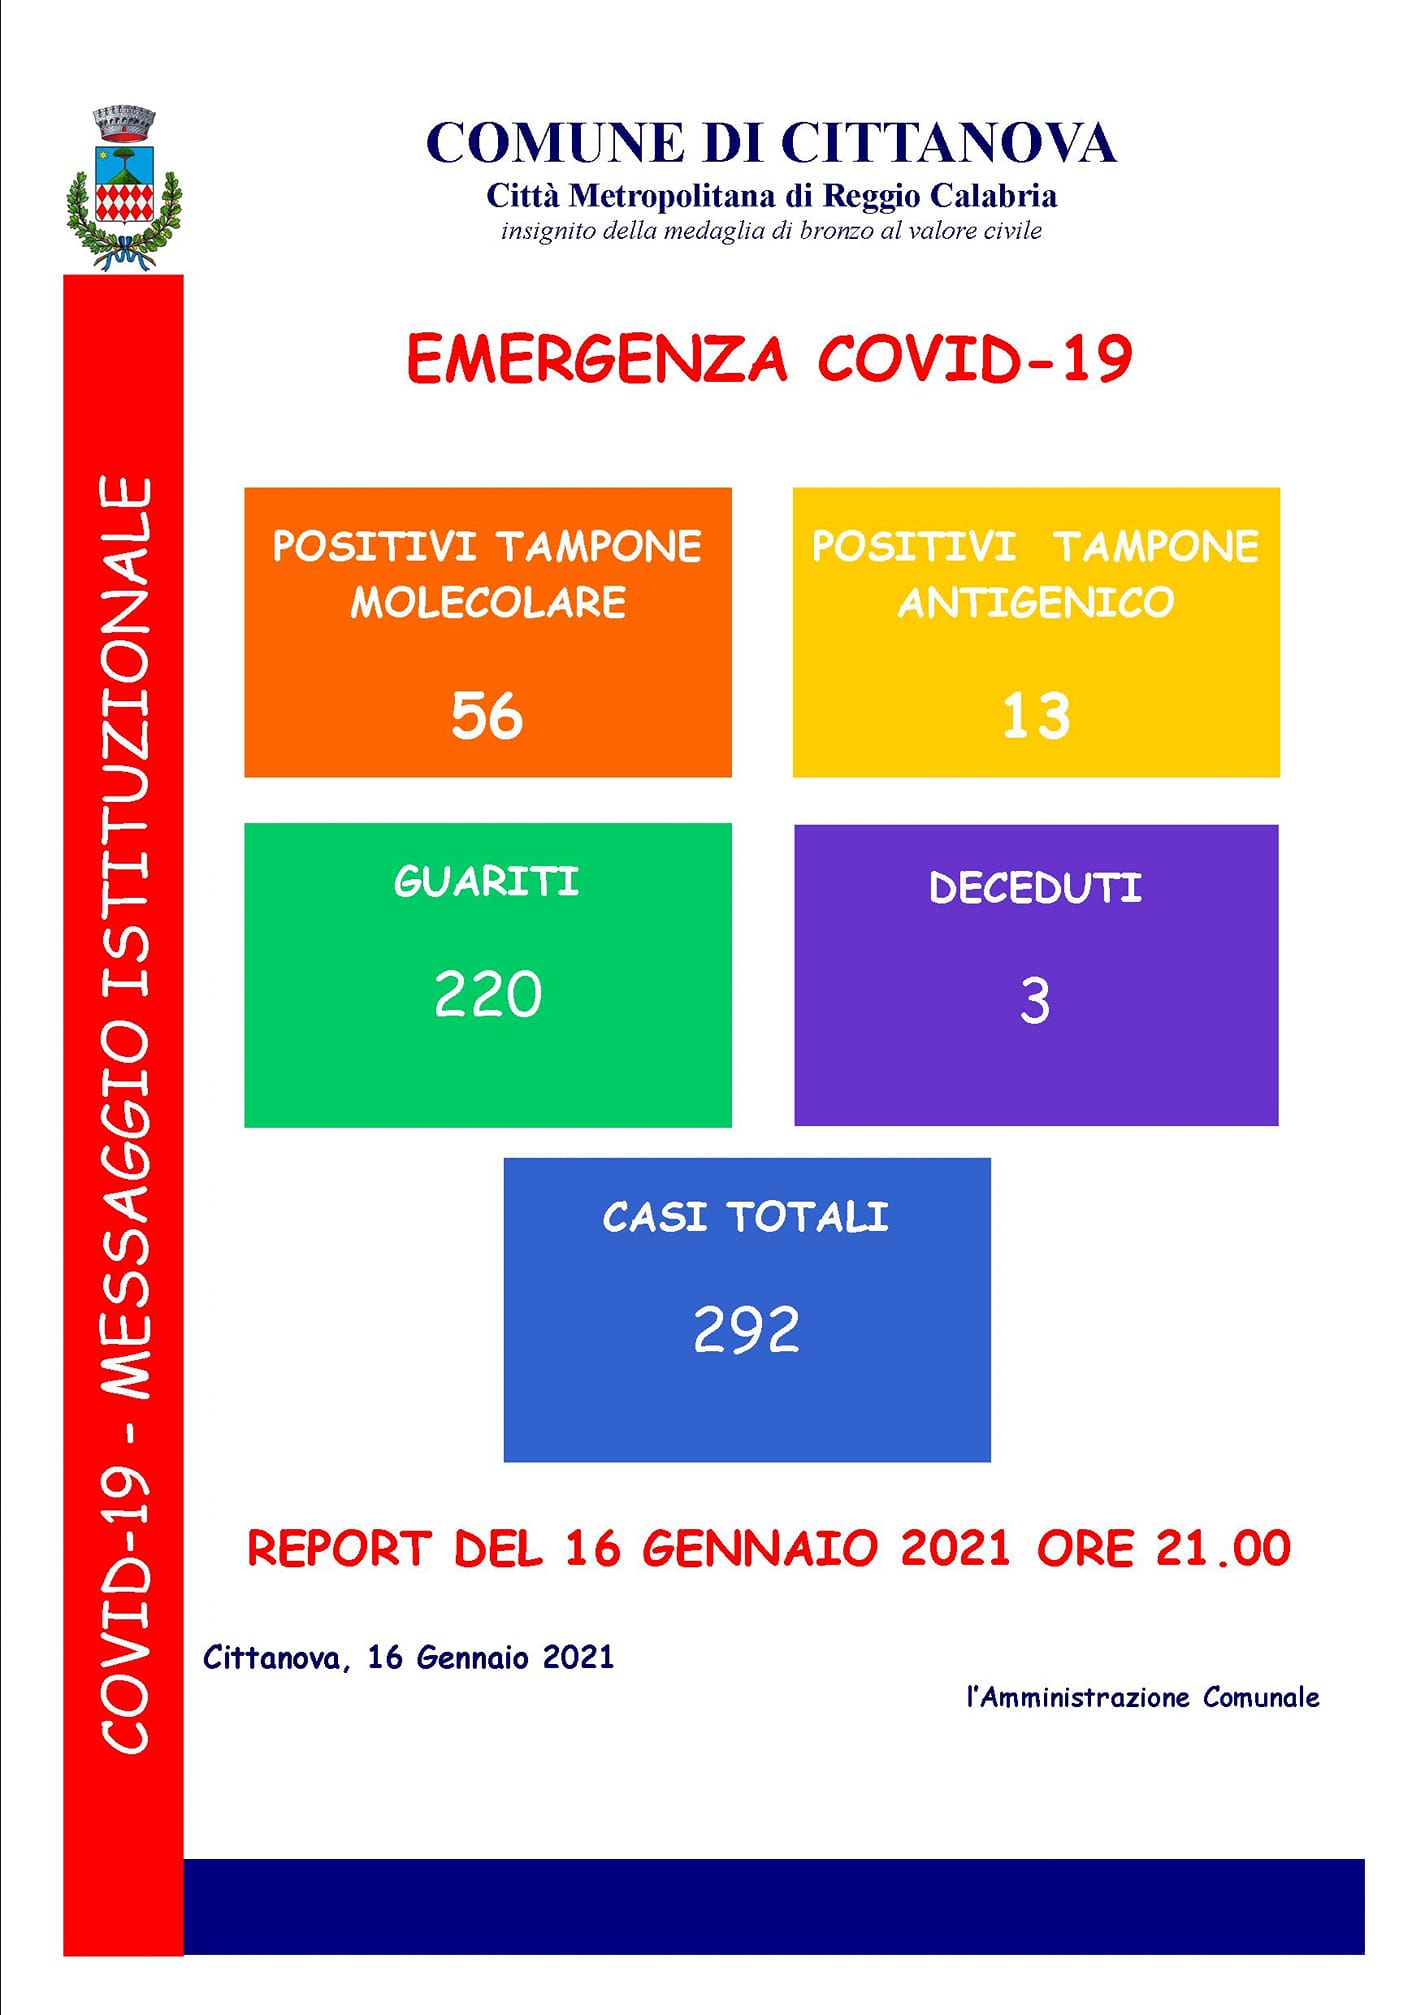 COMUNE DI CITTANOVA
Città Metropolitana di Reggio Calabria
insignito della medaglia di bronzo al valore civile
EMERGENZA COVID-19
POSITIVI TAMPONE
MOLECOLARE
56
POSITIVI TAMPONE
ANTIGENICO
13
GUARITI
220
DECEDUTI
3
CASI TOTALI
292
REPORT DEL 16 GENNAIO 2021 ORE 21.00
Cittanova, 16 Gennaio 2021
l'Amministrazione Comunale
COVID-19 - MESSAGGIO ISTITUZIONALE